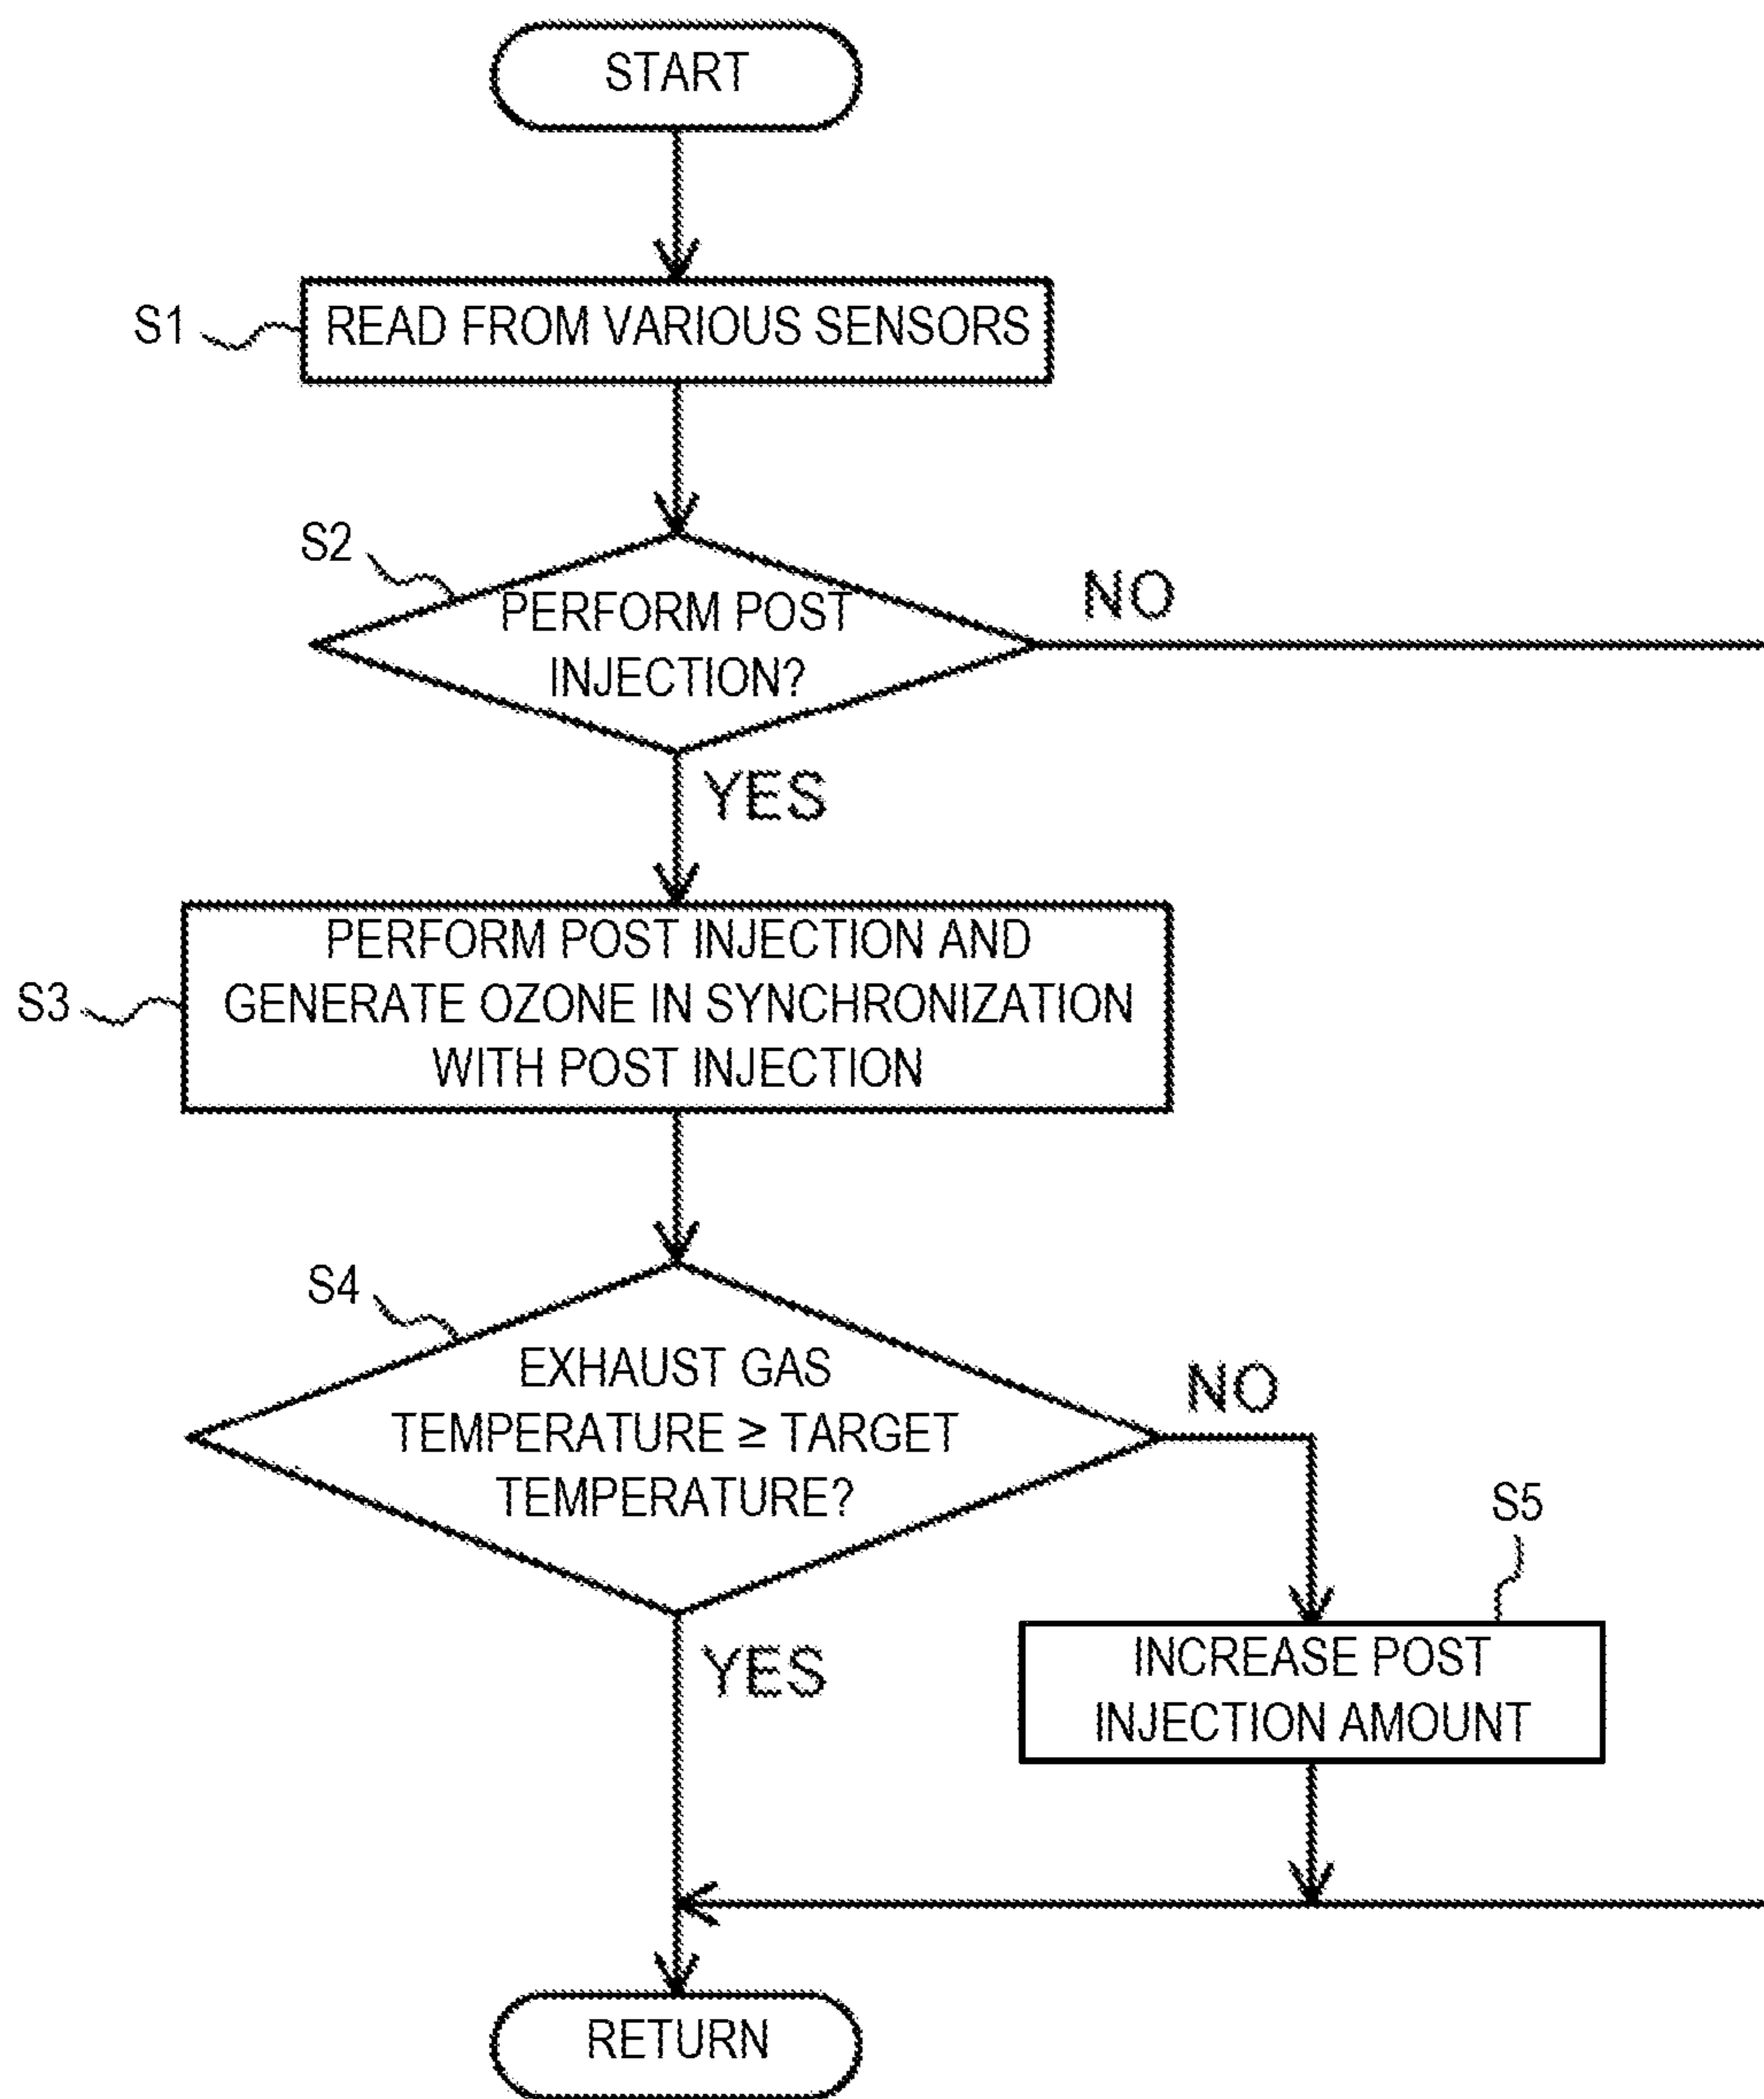 START
S1
READ FROM VARIOUS SENSORS
S2
PERFORM POST
INJECTION?
NO
YES
S3
PERFORM POST INJECTION AND
GENERATE OZONE IN SYNCHRONIZATION
WITH POST INJECTION
S4
EXHAUST GAS
TEMPERATURE ≥ TARGET
TEMPERATURE?
NO
YES
S5
INCREASE POST
INJECTION AMOUNT
RETURN